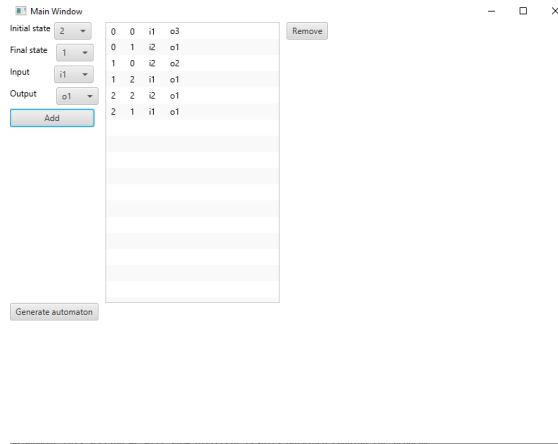 Main Window
Initial state 2
Final state 1
Input i1
Output o1
Add
0 0 i1 o3
0 1 i2 o1
1 0 i2 o2
1 2 i1 o1
2 2 i2 o1
2 1 i1 o1
Remove
Generate automaton